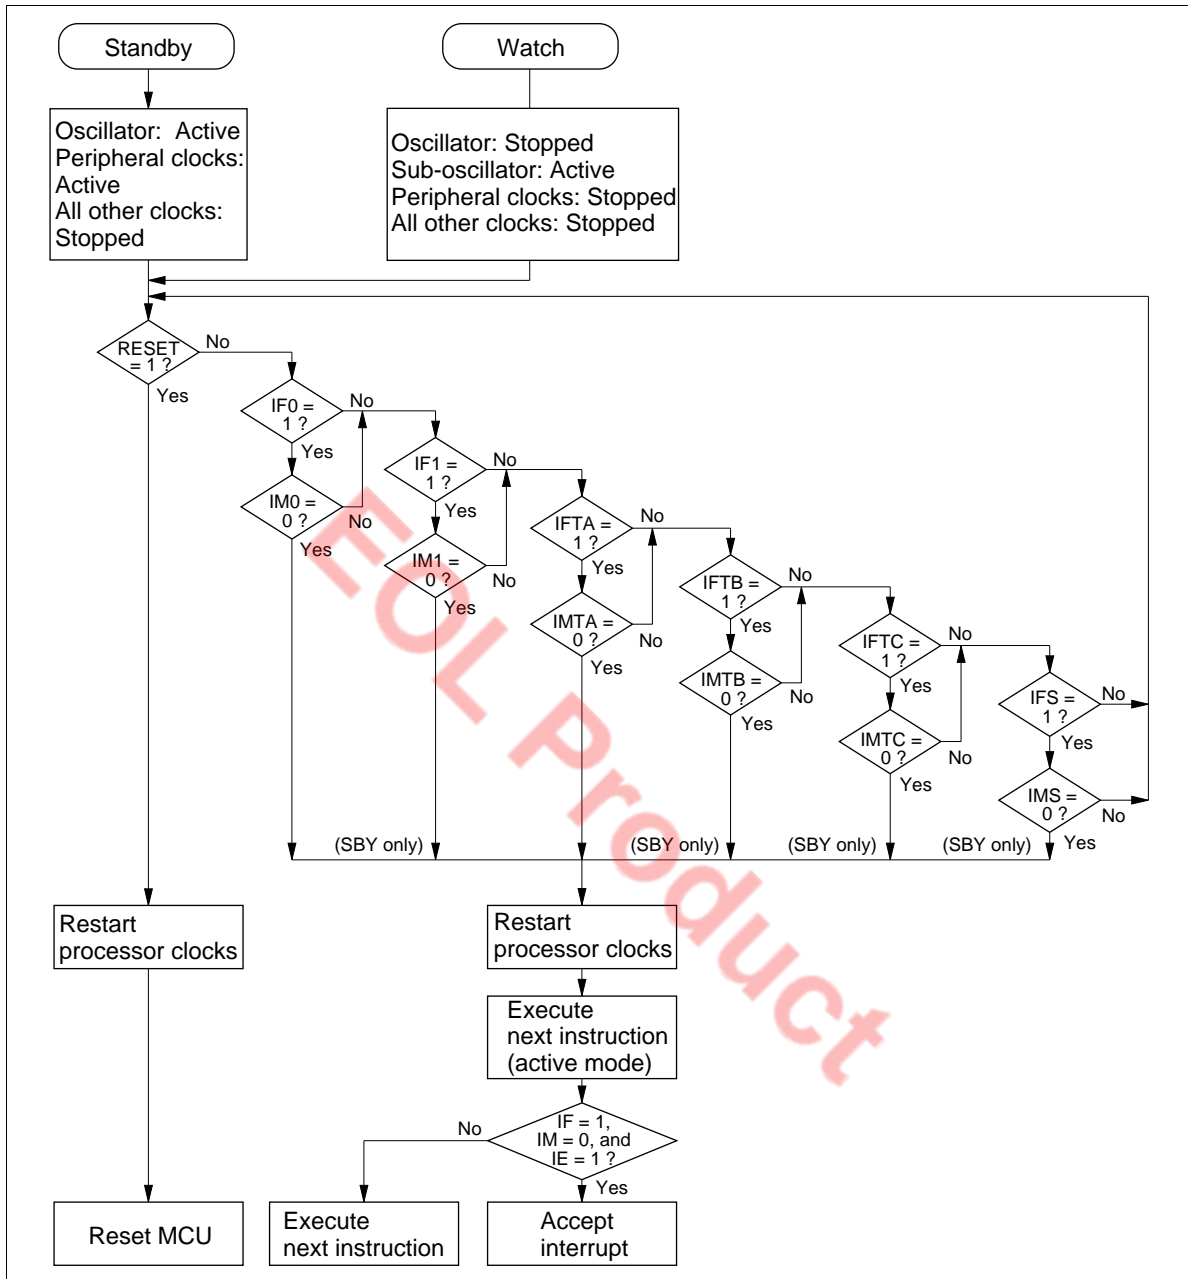 Standby
Watch
Oscillator: Active
Peripheral clocks:
Active
All other clocks:
Stopped
Oscillator: Stopped
Sub-oscillator: Active
Peripheral clocks: Stopped
All other clocks: Stopped
RESET
= 1 ?
No
Yes
IF0 =
1 ?
No
Yes
IM0 =
0 ?
No
Yes
IF1 =
1 ?
No
Yes
IM1 =
0 ?
No
Yes
IFTA =
1 ?
No
Yes
IMTA =
0 ?
No
Yes
IFTB =
1 ?
No
Yes
IMTB =
0 ?
No
Yes
IFTC =
1 ?
No
Yes
IMTC =
0 ?
No
Yes
IFS =
1 ?
No
Yes
IMS =
0 ?
No
Yes
(SBY only)
(SBY only)
(SBY only)
(SBY only)
Restart
processor clocks
Restart
processor clocks
Execute
next instruction
(active mode)
IF = 1,
IM = 0, and
IE = 1 ?
No
Yes
Reset MCU
Execute
next instruction
Accept
interrupt
EOL Product